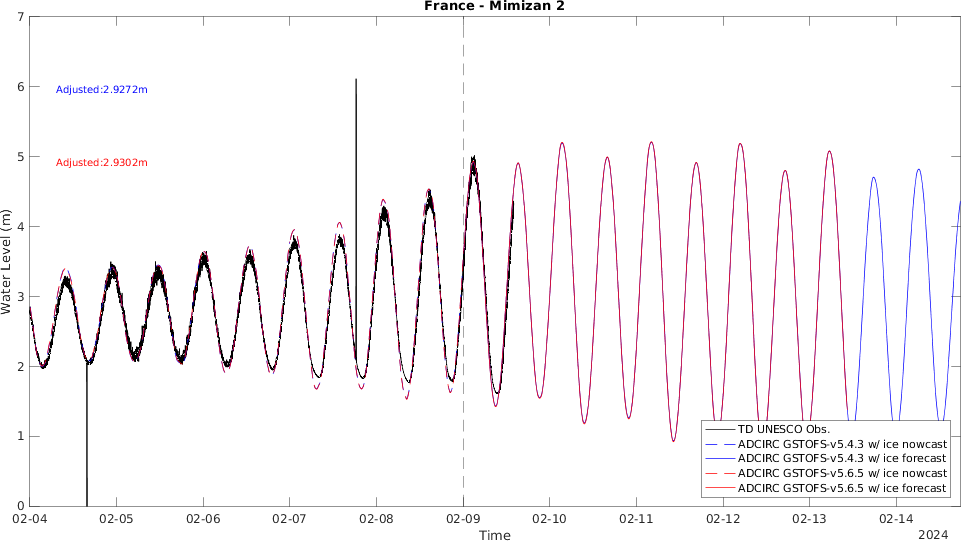 France - Mimizan 2
7
6
5
4
3
2
1
0
Water Level (m)
Adjusted:2.9272m
Adjusted:2.9302m
TD UNESCO Obs.
ADCIRC GSTOFS-v5.4.3 w/ ice nowcast
ADCIRC GSTOFS-v5.4.3 w/ ice forecast
ADCIRC GSTOFS-v5.6.5 w/ ice nowcast
ADCIRC GSTOFS-v5.6.5 w/ ice forecast
02-04 02-05 02-06 02-07 02-08 02-09 02-10 02-11 02-12 02-13 02-14
Time
2024